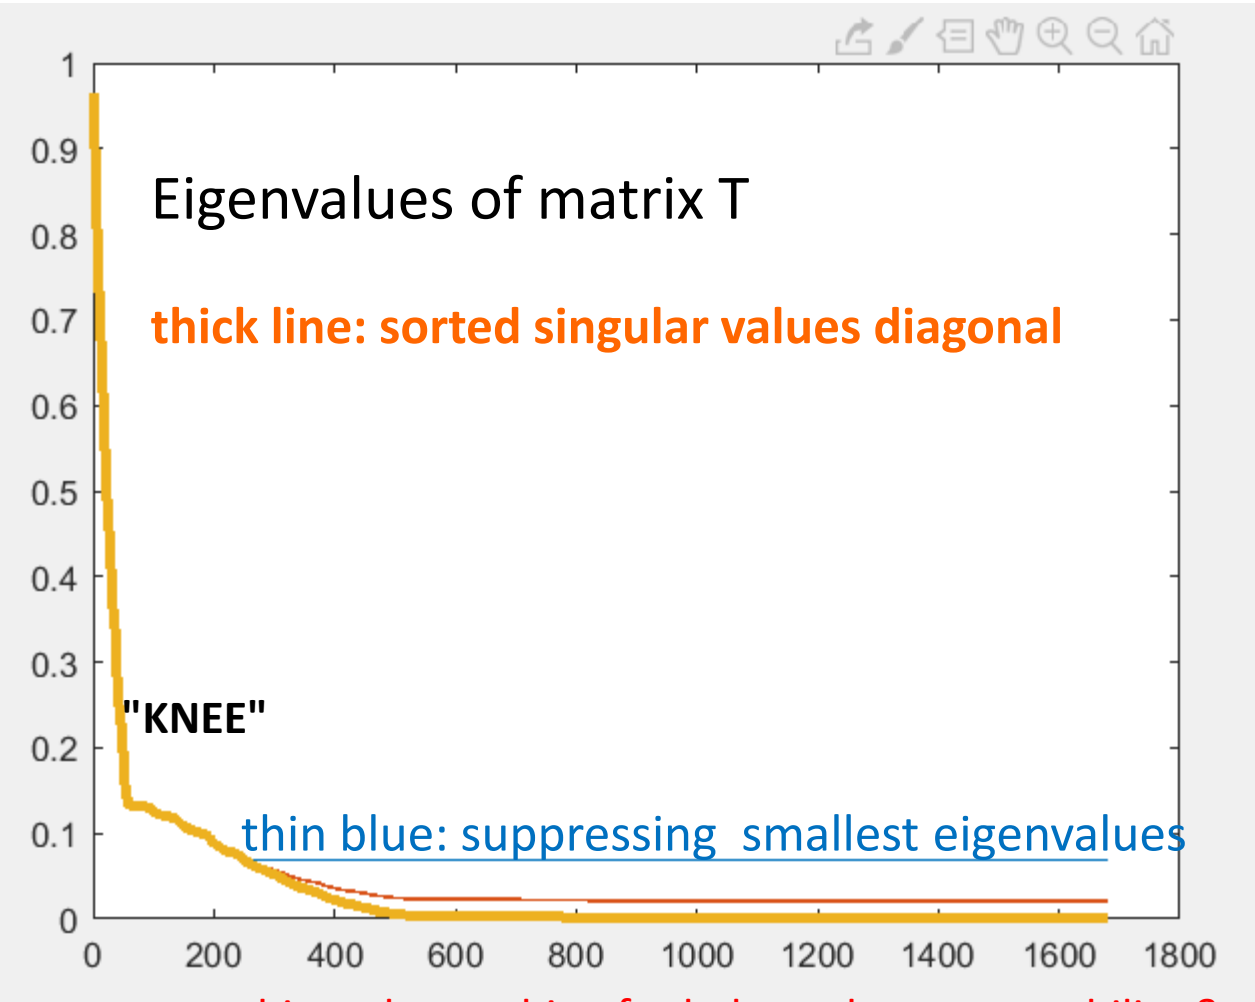 1
0.9
Eigenvalues of matrix T
0.8
thick line: sorted singular values diagonal
0.7
0.6
0.5
0.4
0.3
"KNEE"
0.2
thin blue: suppressing  smallest eigenvalues
0.1
0
0 200 400 600 800 1000 1200 1400 1600 1800